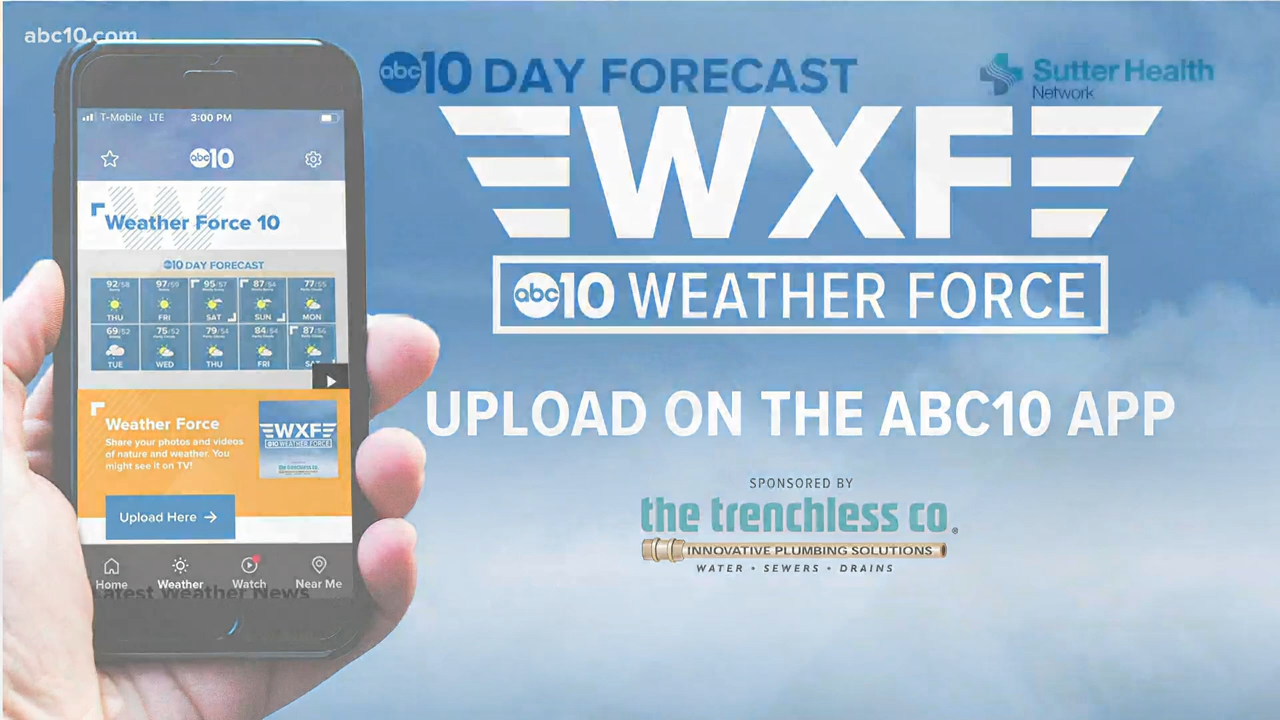 abc10.com
abc10 DAY FORECAST
Sutter Health
Network
WXF
abc10 WEATHER FORCE
UPLOAD ON THE ABC10 APP
SPONSORED BY
the trenchless co.®
INNOVATIVE PLUMBING SOLUTIONS
WATER • SEWERS • DRAINS
T-Mobile LTE 3:00 PM
abc10
W
Weather Force 10
abc10 DAY FORECAST
92/58 97/59 95/57 87/54 77/55
THU FRI SAT SUN MON
69/52 75/52 79/54 84/56 87/56
TUE WED THU FRI SAT
Weather Force
Share your photos and videos
of nature and weather. You
might see it on TV!
WXF
abc10 WEATHER FORCE
the trenchless co.
Upload Here →
Home Weather Watch Near Me
Latest Weather News